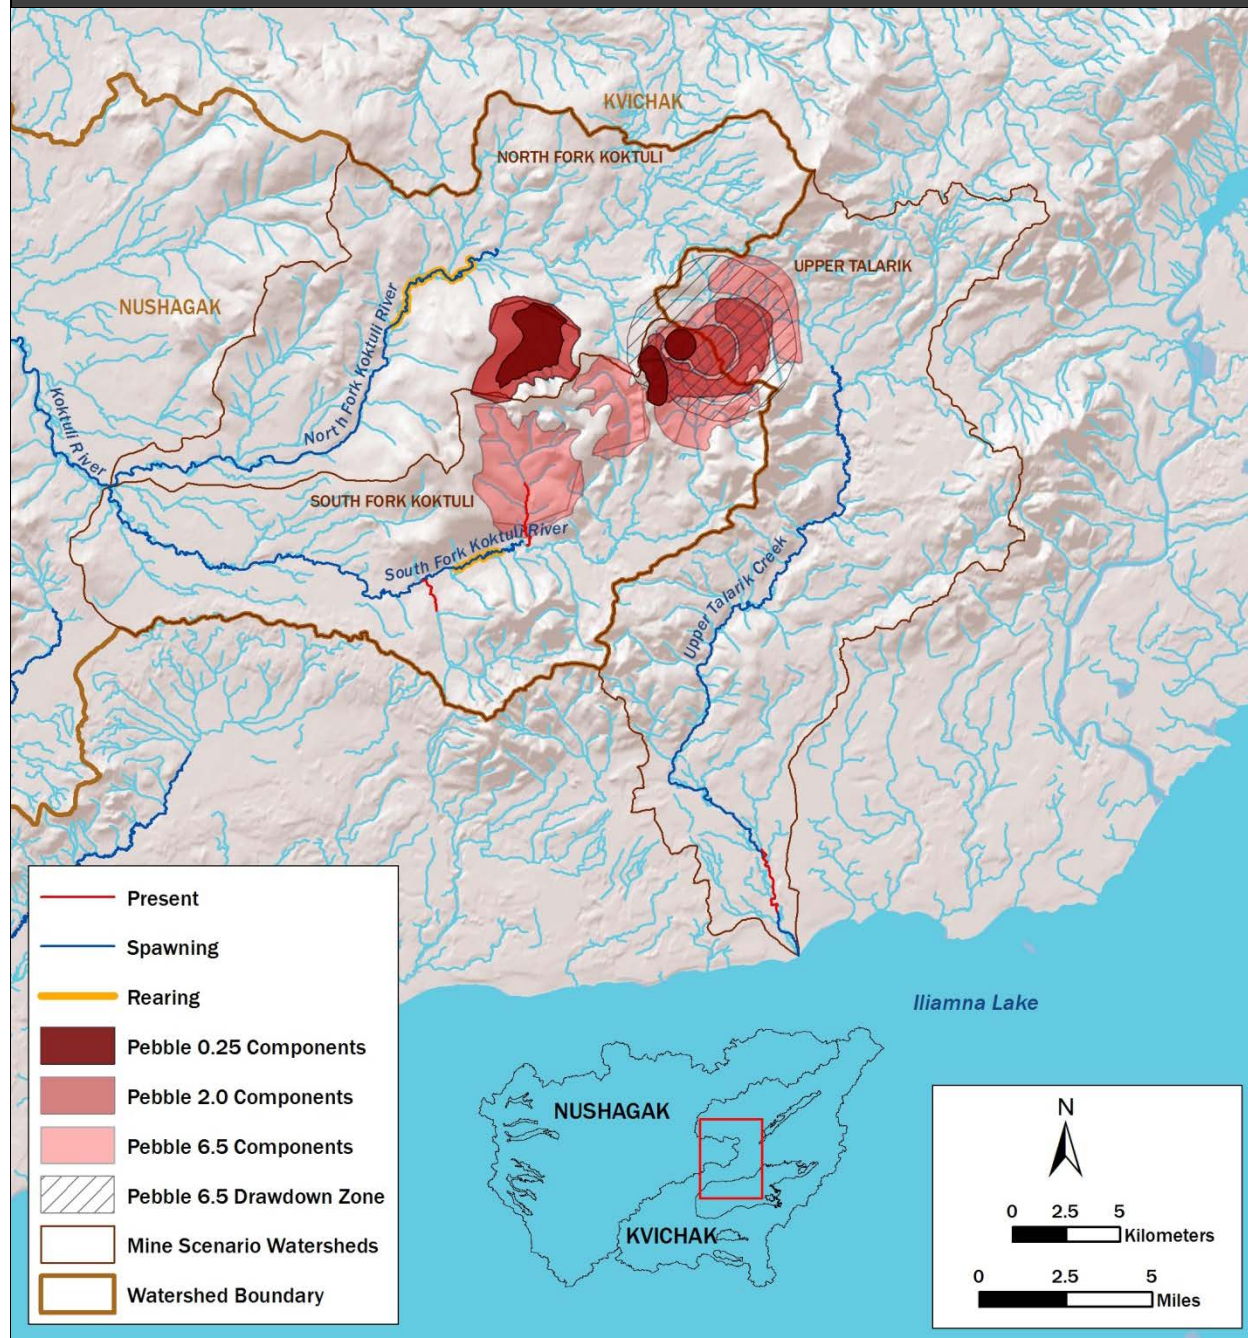 KVICHAK
NORTH FORK KOKTULI
UPPER TALARIK
NUSHAGAK
North Fork Koktuli River
Koktuli River
SOUTH FORK KOKTULI
South Fork Koktuli River
Upper Talarik Creek
Iliamna Lake
Present
Spawning
Rearing
Pebble 0.25 Components
Pebble 2.0 Components
Pebble 6.5 Components
Pebble 6.5 Drawdown Zone
Mine Scenario Watersheds
Watershed Boundary
NUSHAGAK
KVICHAK
N
0 2.5 5
Kilometers
0 2.5 5
Miles